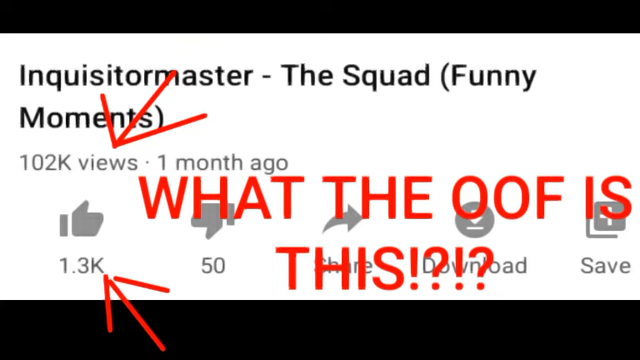 Inquisitormaster - The Squad (Funny
Moments)
102K views · 1 month ago
WHAT THE OOF IS
THIS!?!?
1.3K 50 Share Download Save